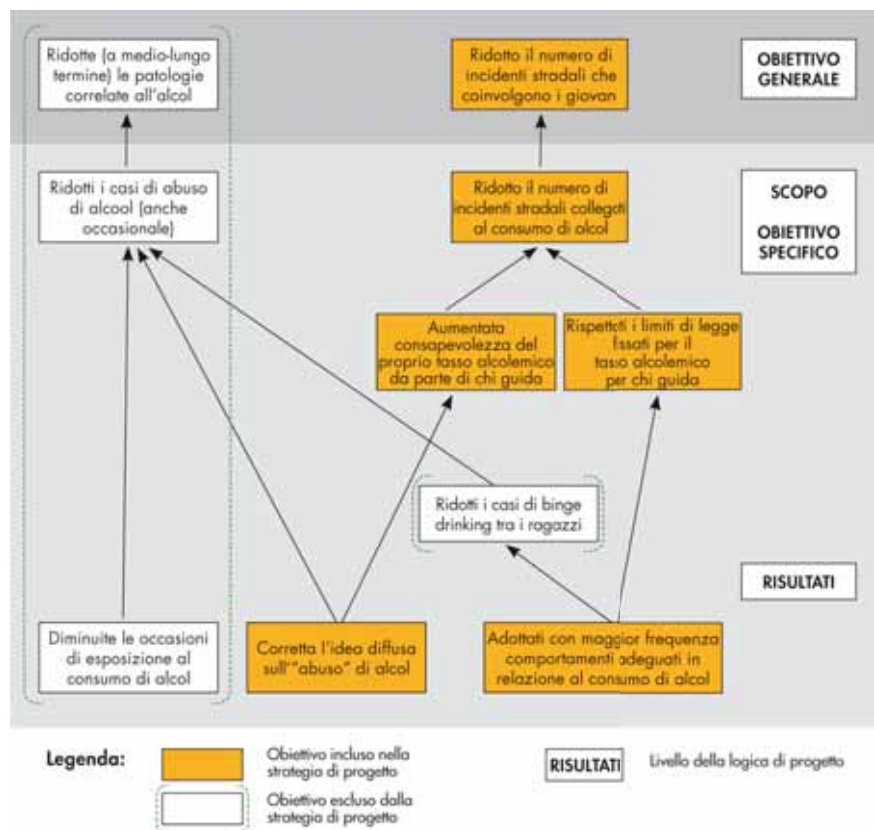 Ridotte (a medio-lungo
termine) le patologie
correlate all'alcol
Ridotto il numero di
incidenti stradali che
coinvolgono i giovan
OBIETTIVO
GENERALE
Ridotti i casi di abuso
di alcool (anche
occasionale)
Ridotto il numero di
incidenti stradali collegati
al consumo di alcol
SCOPO
OBIETTIVO
SPECIFICO
Aumentata
consapevolezza del
proprio tasso alcolemico
da parte di chi guida
Rispettati i limiti di legge
fissati per il
tasso alcolemico
per chi guida
Ridotti i casi di binge
drinking tra i ragazzi
RISULTATI
Diminuite le occasioni
di esposizione al
consumo di alcol
Corretta l'idea diffusa
sull'"abuso" di alcol
Adottati con maggior frequenza
comportamenti adeguati in
relazione al consumo di alcol
Legenda:
Obiettivo incluso nella
strategia di progetto
RISULTATI
Livello della logica di progetto
Obiettivo escluso dalla
strategia di progetto